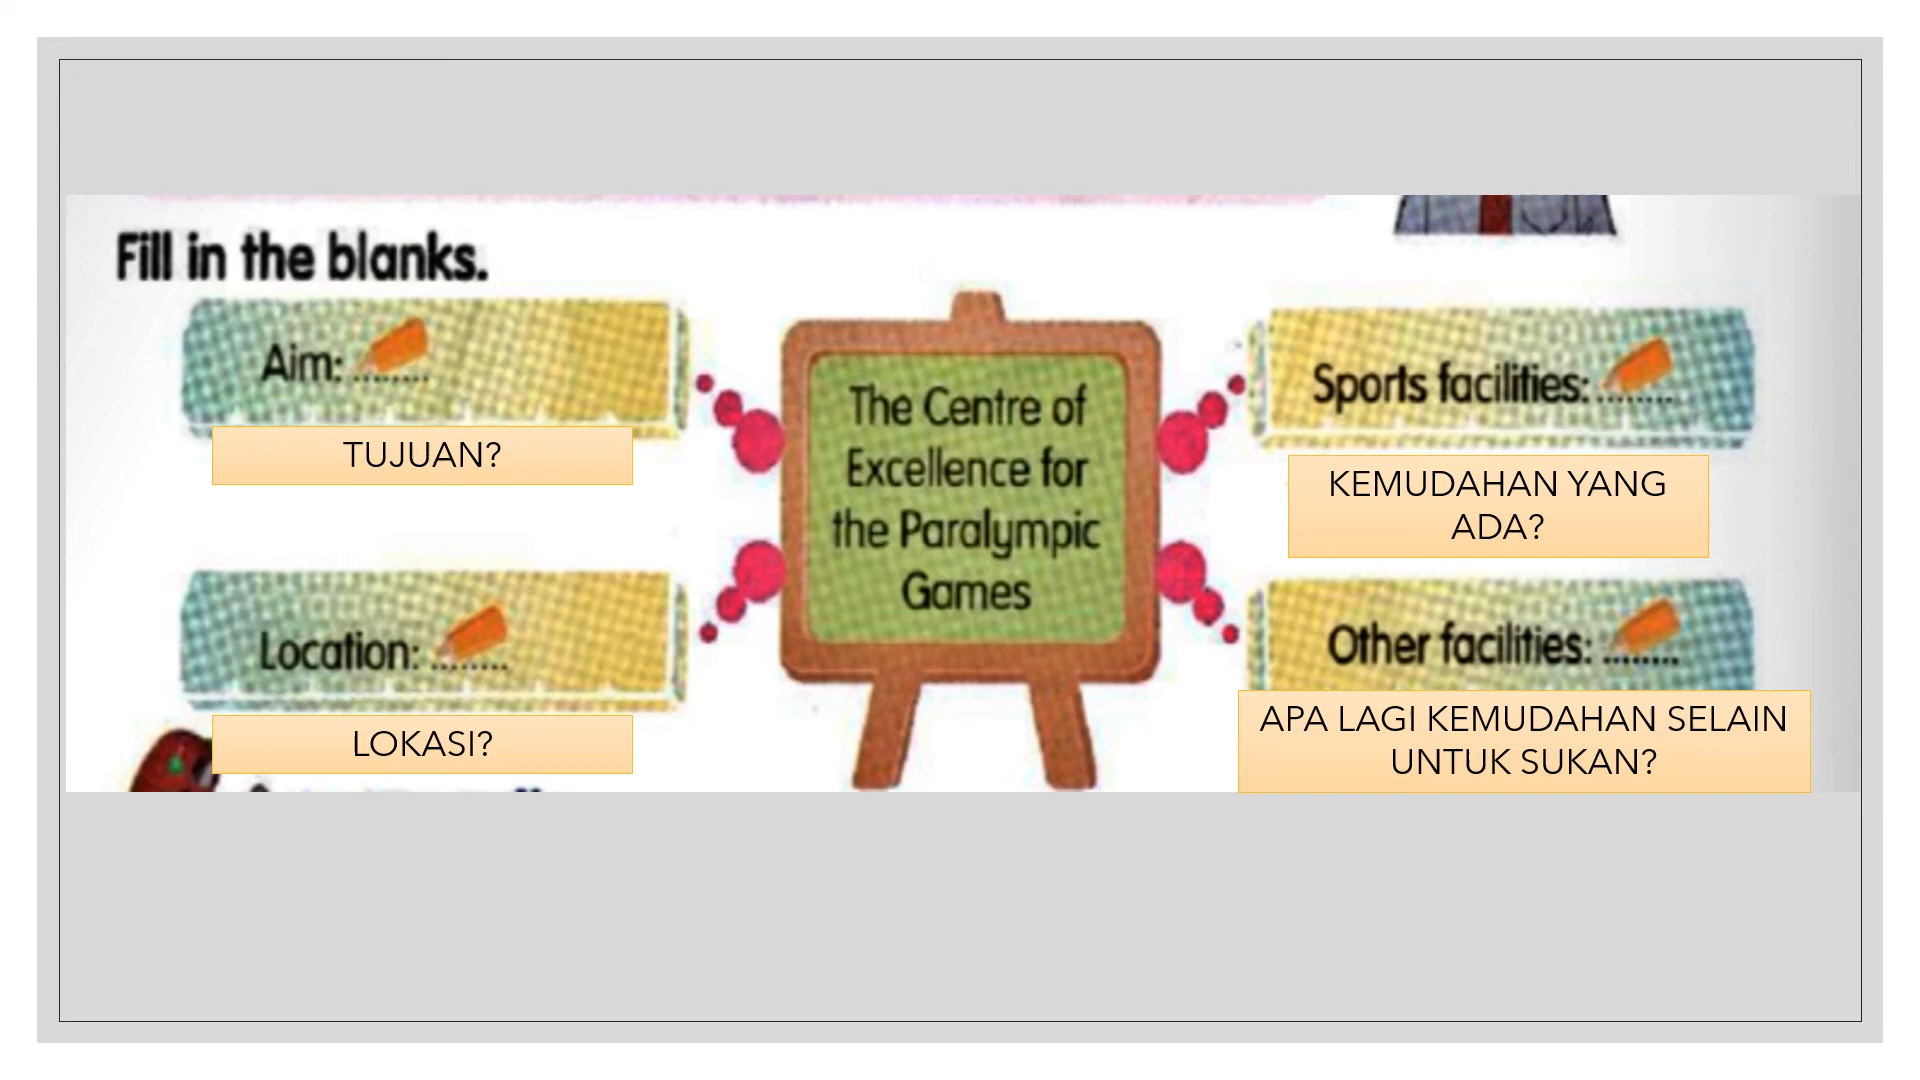 Fill in the blanks.
Aim: ........
TUJUAN?
Location: ........
LOKASI?
The Centre of
Excellence for
the Paralympic
Games
Sports facilities: ........
KEMUDAHAN YANG
ADA?
Other facilities: ........
APA LAGI KEMUDAHAN SELAIN
UNTUK SUKAN?